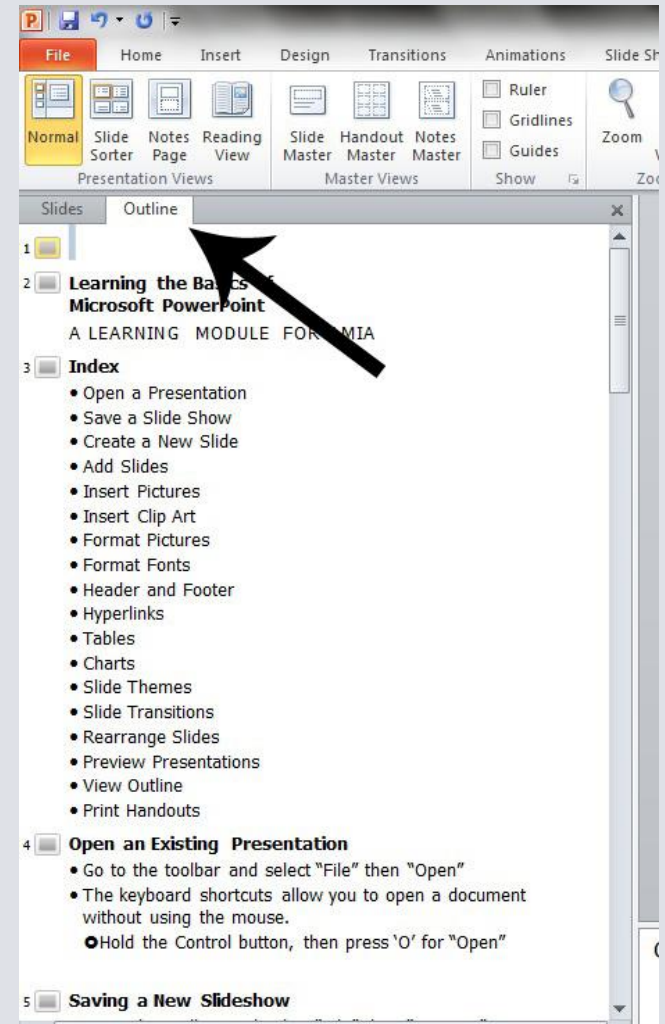 File Home Insert Design Transitions Animations Slide Sh
Normal Slide Sorter Notes Page Reading View Slide Master Handout Master Notes Master Ruler Gridlines Guides Zoom
Presentation Views Master Views Show Zoo
Slides Outline
1
2 Learning the Basics of
Microsoft PowerPoint
A LEARNING MODULE FOR MIA
3 Index
• Open a Presentation
• Save a Slide Show
• Create a New Slide
• Add Slides
• Insert Pictures
• Insert Clip Art
• Format Pictures
• Format Fonts
• Header and Footer
• Hyperlinks
• Tables
• Charts
• Slide Themes
• Slide Transitions
• Rearrange Slides
• Preview Presentations
• View Outline
• Print Handouts
4 Open an Existing Presentation
• Go to the toolbar and select “File” then “Open”
• The keyboard shortcuts allow you to open a document
without using the mouse.
Hold the Control button, then press ‘O’ for “Open”
5 Saving a New Slideshow